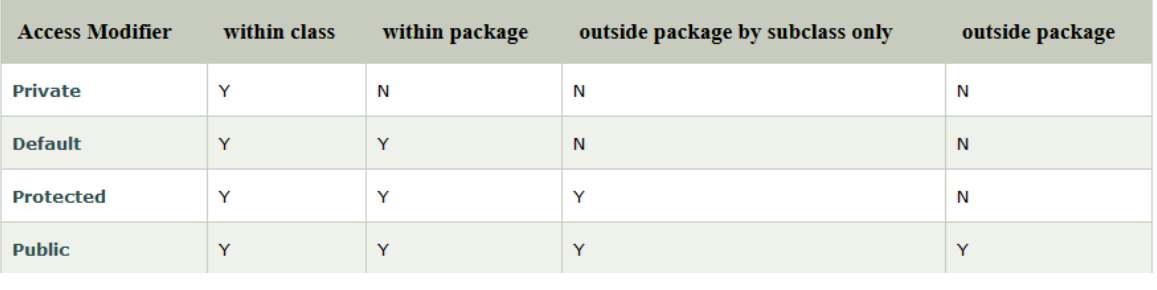 Access Modifier within class within package outside package by subclass only outside package
Private Y N N N
Default Y Y N N
Protected Y Y Y N
Public Y Y Y Y